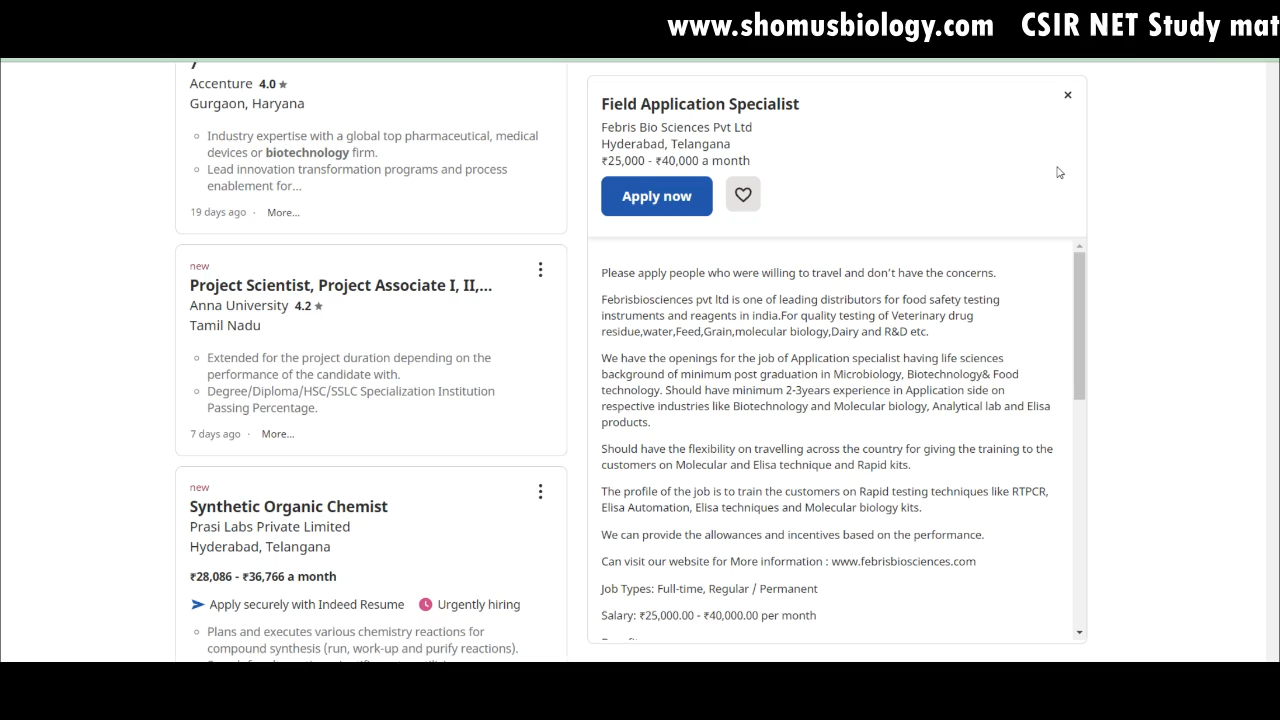 www.shomusbiology.com CSIR NET Study mat
Accenture 4.0 ★
Gurgaon, Haryana
Industry expertise with a global top pharmaceutical, medical
devices or biotechnology firm.
Lead innovation transformation programs and process
enablement for...
19 days ago · More...
new
Project Scientist, Project Associate I, II,...
Anna University 4.2 ★
Tamil Nadu
Extended for the project duration depending on the
performance of the candidate with.
Degree/Diploma/HSC/SSLC Specialization Institution
Passing Percentage.
7 days ago · More...
new
Synthetic Organic Chemist
Prasi Labs Private Limited
Hyderabad, Telangana
₹28,086 - ₹36,766 a month
Apply securely with Indeed Resume Urgently hiring
Plans and executes various chemistry reactions for
compound synthesis (run, work-up and purify reactions).
Field Application Specialist
Febris Bio Sciences Pvt Ltd
Hyderabad, Telangana
₹25,000 - ₹40,000 a month
Apply now
Please apply people who were willing to travel and don't have the concerns.
Febrisbiosciences pvt ltd is one of leading distributors for food safety testing
instruments and reagents in india.For quality testing of Veterinary drug
residue,water,Feed,Grain,molecular biology,Dairy and R&D etc.
We have the openings for the job of Application specialist having life sciences
background of minimum post graduation in Microbiology, Biotechnology& Food
technology. Should have minimum 2-3years experience in Application side on
respective industries like Biotechnology and Molecular biology, Analytical lab and Elisa
products.
Should have the flexibility on travelling across the country for giving the training to the
customers on Molecular and Elisa technique and Rapid kits.
The profile of the job is to train the customers on Rapid testing techniques like RTPCR,
Elisa Automation, Elisa techniques and Molecular biology kits.
We can provide the allowances and incentives based on the performance.
Can visit our website for More information : www.febrisbiosciences.com
Job Types: Full-time, Regular / Permanent
Salary: ₹25,000.00 - ₹40,000.00 per month